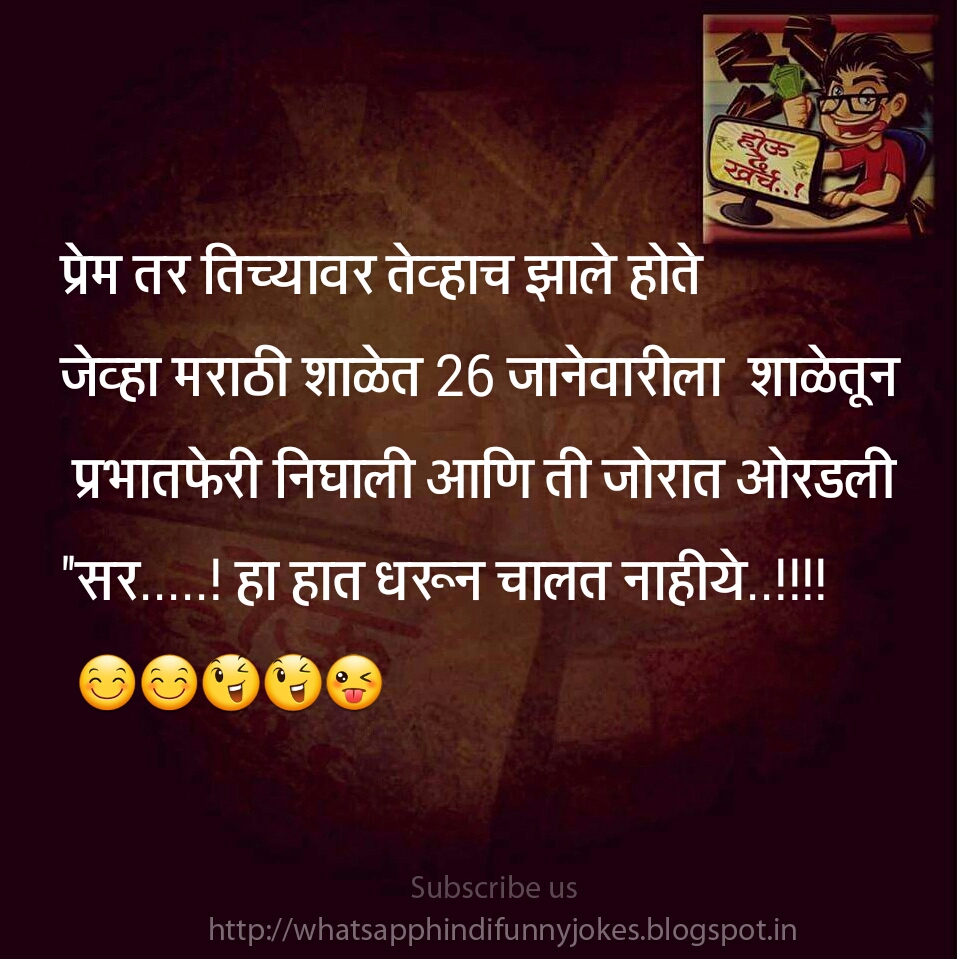 होऊ
दे
खर्च..!
प्रेम तर तिच्यावर तेव्हाच झाले होते
जेव्हा मराठी शाळेत 26 जानेवारीला शाळेतून
प्रभातफेरी निघाली आणि ती जोरात ओरडली
"सर.....! हा हात धरून चालत नाहीये..!!!!
😊😊😉😉😜
Subscribe us
http://whatsapphindifunnyjokes.blogspot.in